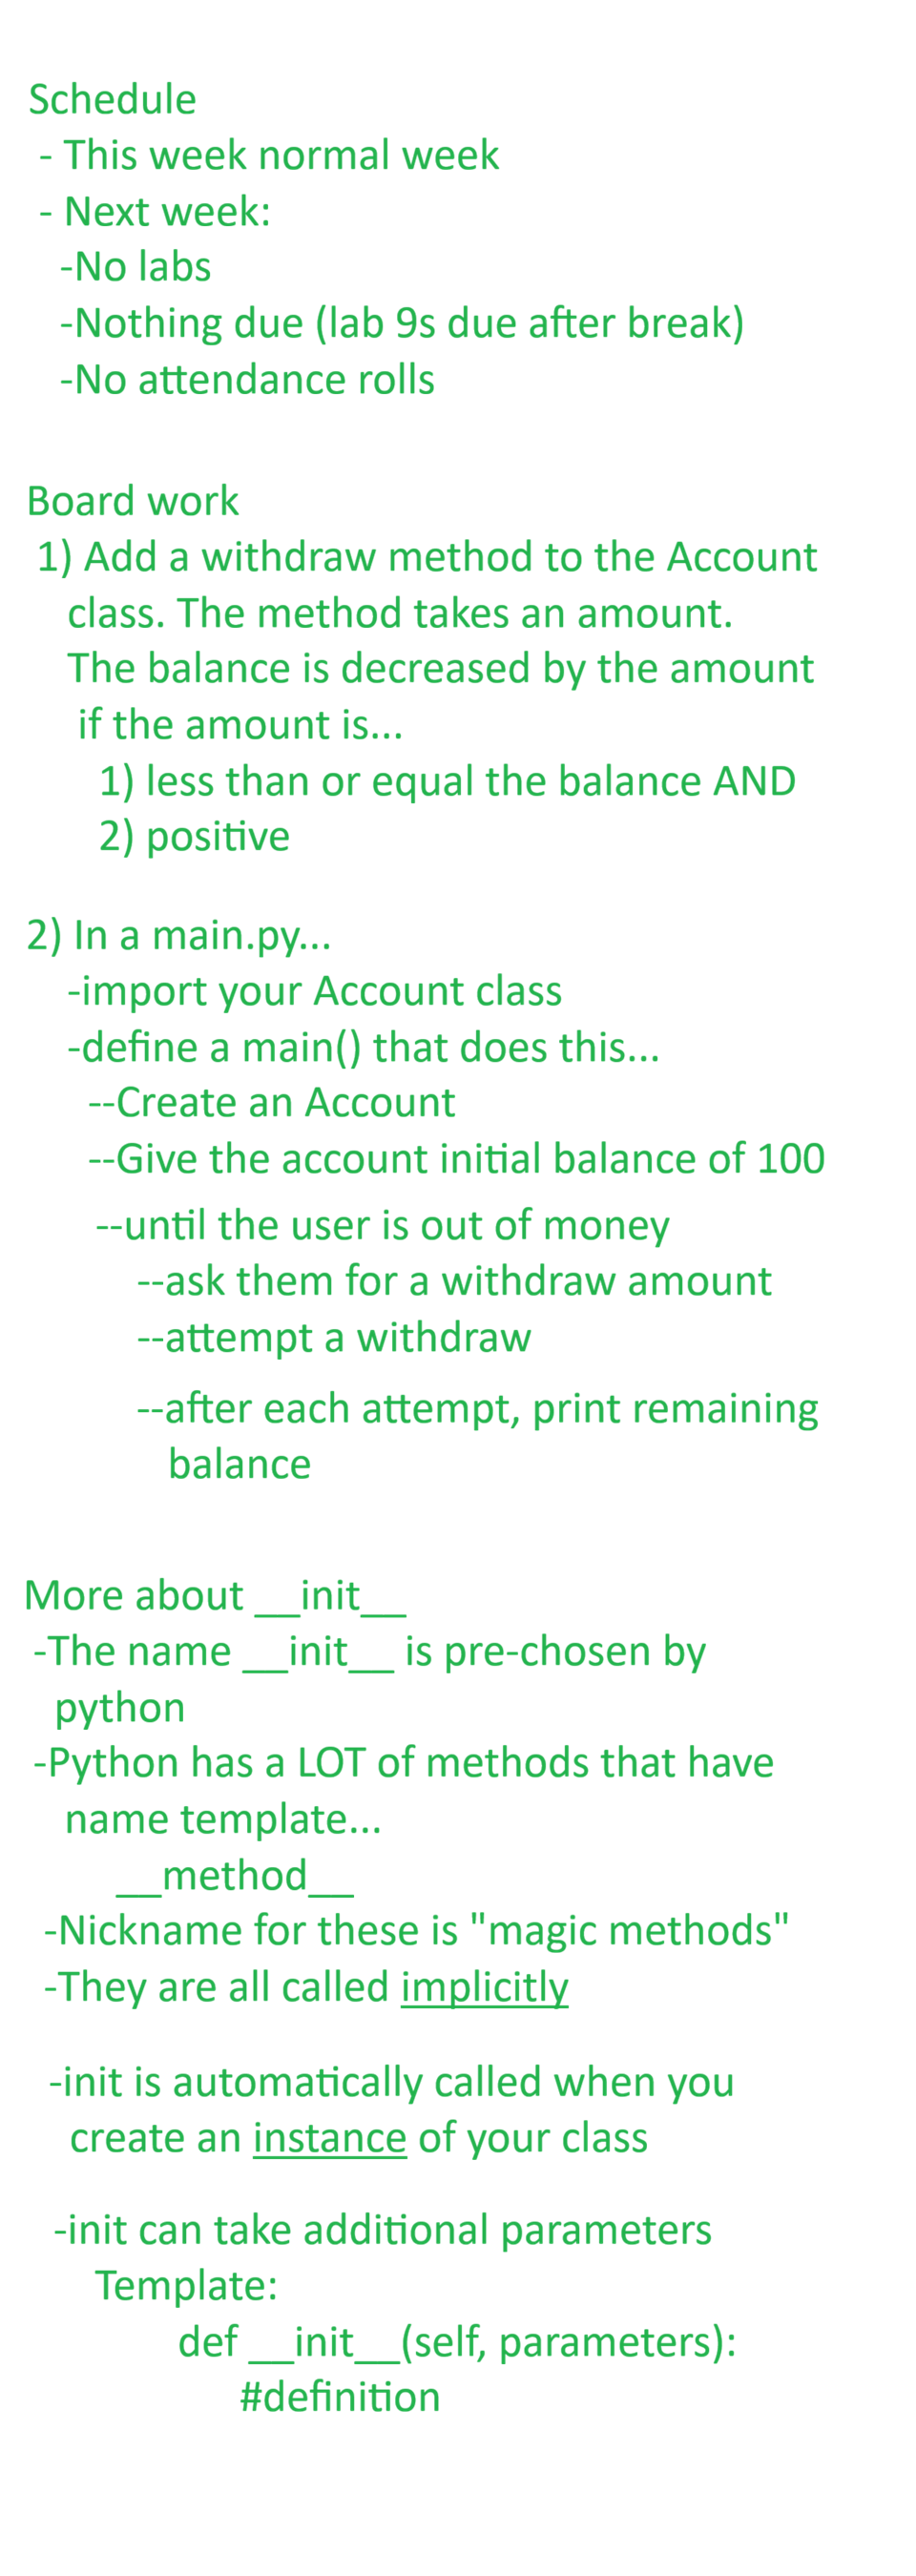 Schedule
- This week normal week
- Next week:
-No labs
-Nothing due (lab 9s due after break)
-No attendance rolls
Board work
1) Add a withdraw method to the Account
class. The method takes an amount.
The balance is decreased by the amount
if the amount is...
1) less than or equal the balance AND
2) positive
2) In a main.py...
-import your Account class
-define a main() that does this...
--Create an Account
--Give the account initial balance of 100
--until the user is out of money
--ask them for a withdraw amount
--attempt a withdraw
--after each attempt, print remaining
balance
More about __init__
-The name __init__ is pre-chosen by
python
-Python has a LOT of methods that have
name template...
__method__
-Nickname for these is "magic methods"
-They are all called implicitly
-init is automatically called when you
create an instance of your class
-init can take additional parameters
Template:
def __init__(self, parameters):
#definition